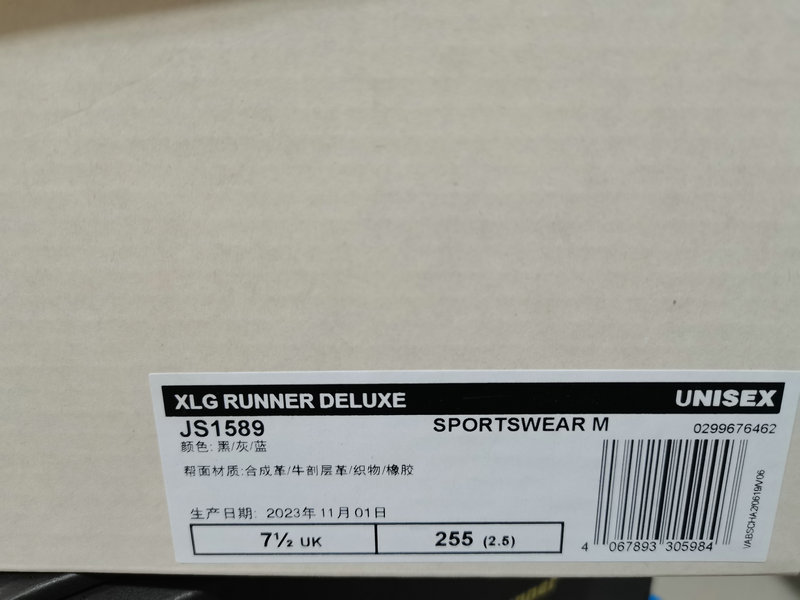 XLG RUNNER DELUXE UNISEX
JS1589 SPORTSWEAR M 0299676462
颜色: 黑/灰/蓝
帮面材质:合成革/牛剖层革/织物/橡胶
生产日期: 2023年11月01日
7½ UK 255 (2.5)
4 067893 305984